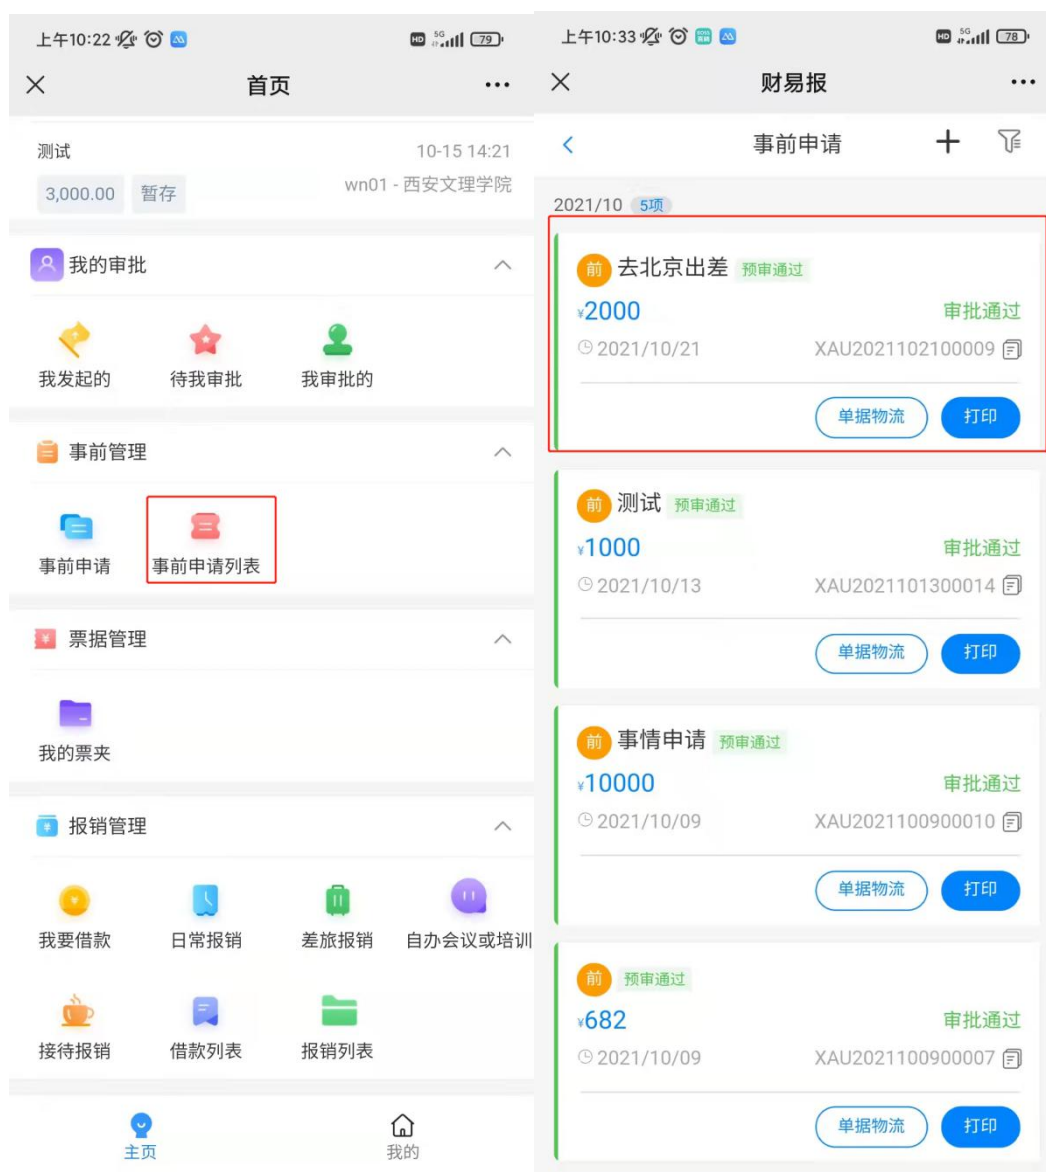 上午10:22
5G
79
首页
测试
10-15 14:21
3,000.00 暂存
wn01 - 西安文理学院
我的审批
我发起的 待我审批 我审批的
事前管理
事前申请 事前申请列表
票据管理
我的票夹
报销管理
我要借款 日常报销 差旅报销 自办会议或培训
接待报销 借款列表 报销列表
主页 我的
上午10:33
HD 5G
78
财易报
事前申请
2021/10 5项
前 去北京出差 预审通过
¥2000 审批通过
2021/10/21 XAU2021102100009
单据物流 打印
前 测试 预审通过
¥1000 审批通过
2021/10/13 XAU2021101300014
单据物流 打印
前 事情申请 预审通过
¥10000 审批通过
2021/10/09 XAU2021100900010
单据物流 打印
前 预审通过
¥682 审批通过
2021/10/09 XAU2021100900007
单据物流 打印